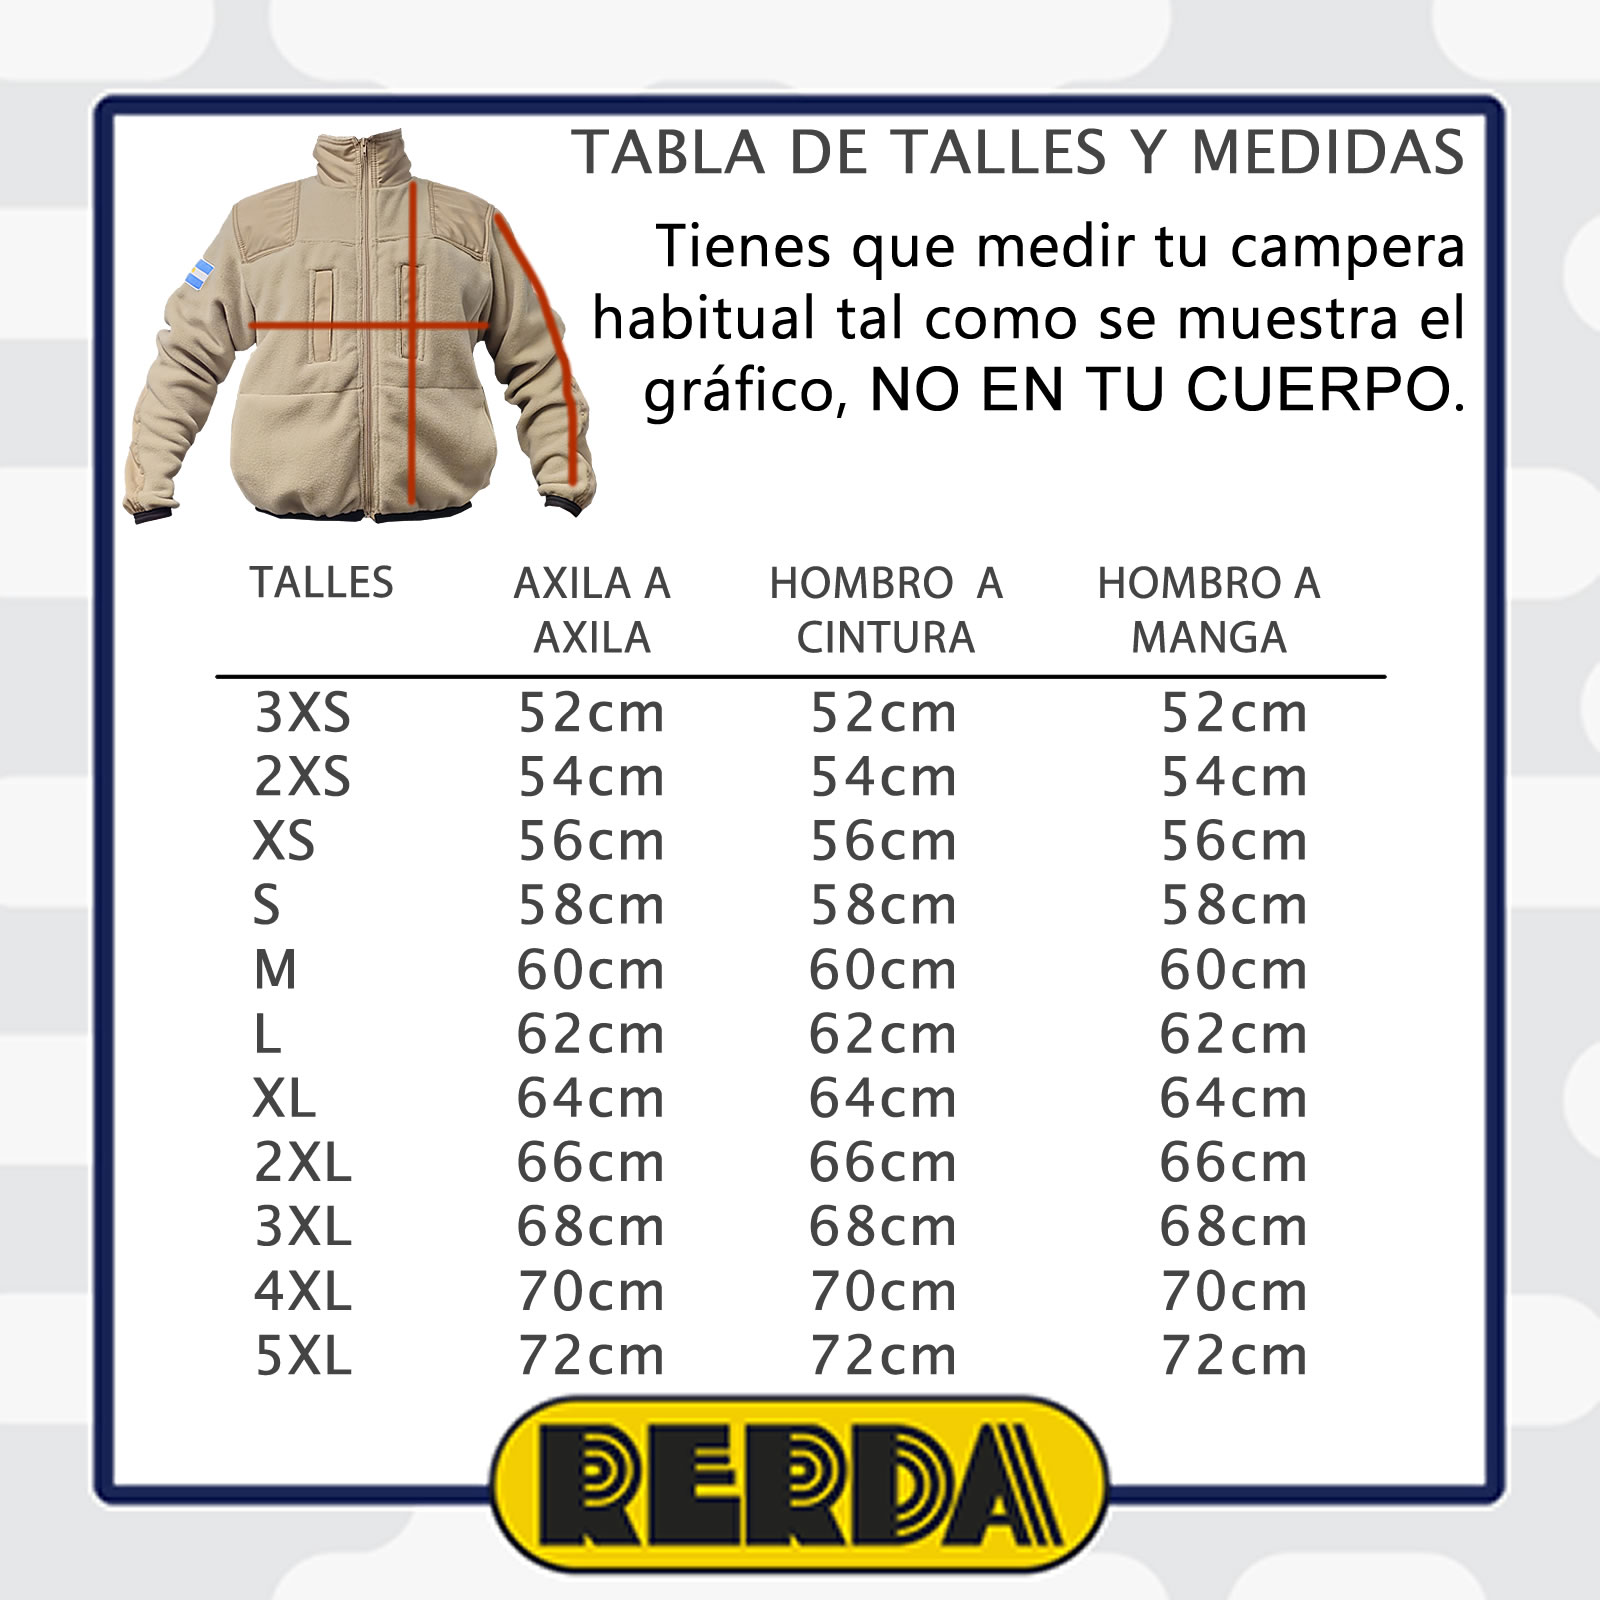 TABLA DE TALLES Y MEDIDAS
Tienes que medir tu campera
habitual tal como se muestra el
gráfico, NO EN TU CUERPO.
TALLES AXILA A AXILA HOMBRO A CINTURA HOMBRO A MANGA
3XS 52cm 52cm 52cm
2XS 54cm 54cm 54cm
XS 56cm 56cm 56cm
S 58cm 58cm 58cm
M 60cm 60cm 60cm
L 62cm 62cm 62cm
XL 64cm 64cm 64cm
2XL 66cm 66cm 66cm
3XL 68cm 68cm 68cm
4XL 70cm 70cm 70cm
5XL 72cm 72cm 72cm
RERDA